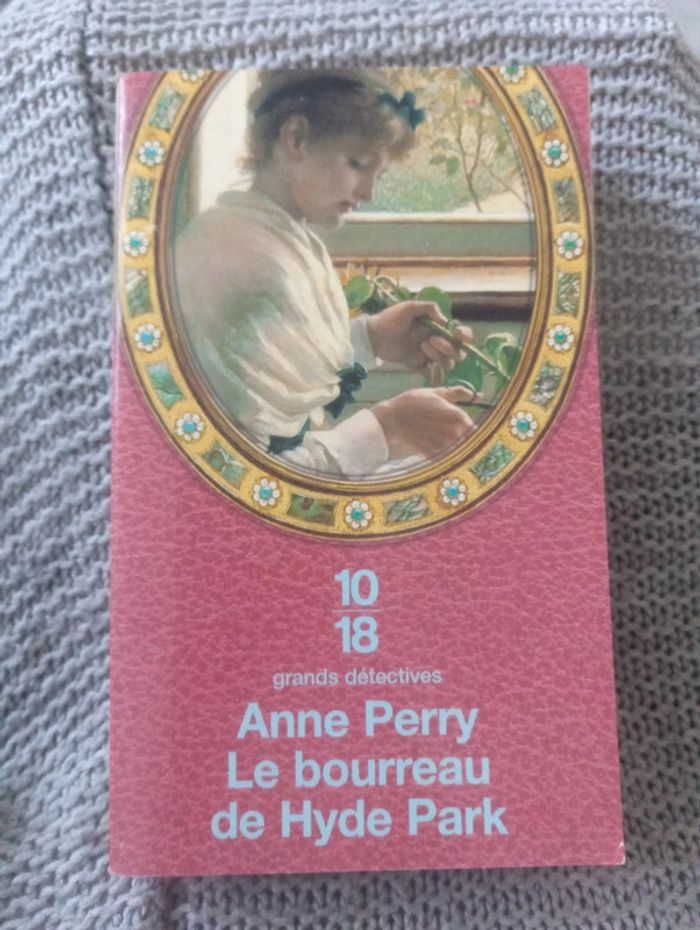 10
18
grands détectives
Anne Perry
Le bourreau
de Hyde Park